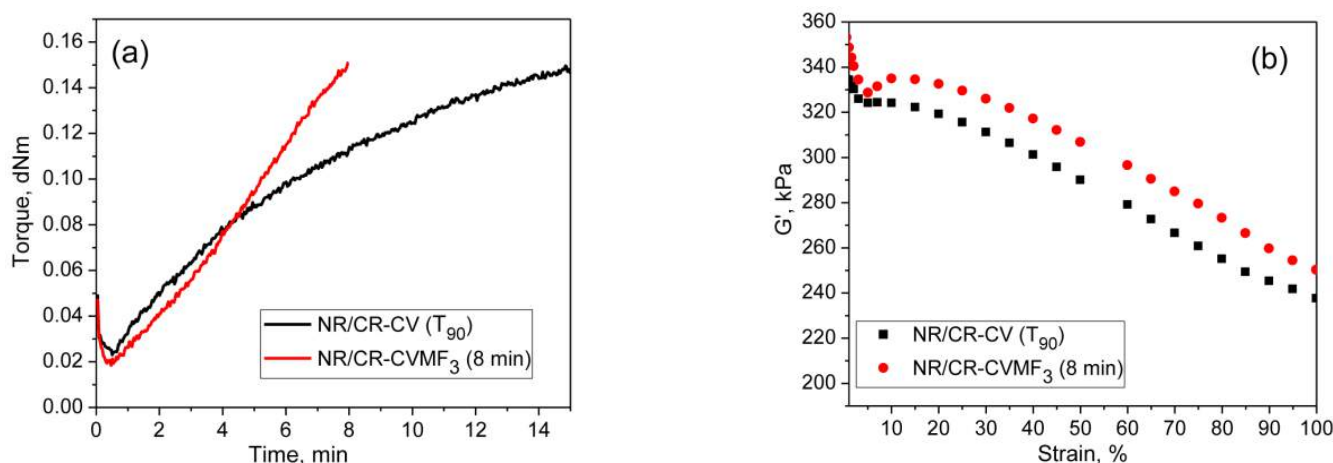 (a)
Torque, dNm
0.16
0.14
0.12
0.10
0.08
0.06
0.04
0.02
0.00
0 2 4 6 8 10 12 14
Time, min
NR/CR-CV (T90)
NR/CR-CVMF3 (8 min)
(b)
G', kPa
360
340
320
300
280
260
240
220
200
10 20 30 40 50 60 70 80 90 100
Strain, %
NR/CR-CV (T90)
NR/CR-CVMF3 (8 min)